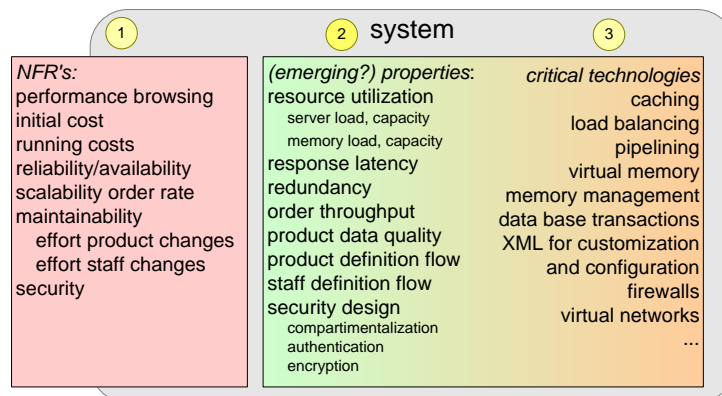 system
1
NFR's:
performance browsing
initial cost
running costs
reliability/availability
scalability order rate
maintainability
effort product changes
effort staff changes
security
2
(emerging?) properties:
resource utilization
server load, capacity
memory load, capacity
response latency
redundancy
order throughput
product data quality
product definition flow
staff definition flow
security design
compartimentalization
authentication
encryption
3
critical technologies
caching
load balancing
pipelining
virtual memory
memory management
data base transactions
XML for customization
and configuration
firewalls
virtual networks
...